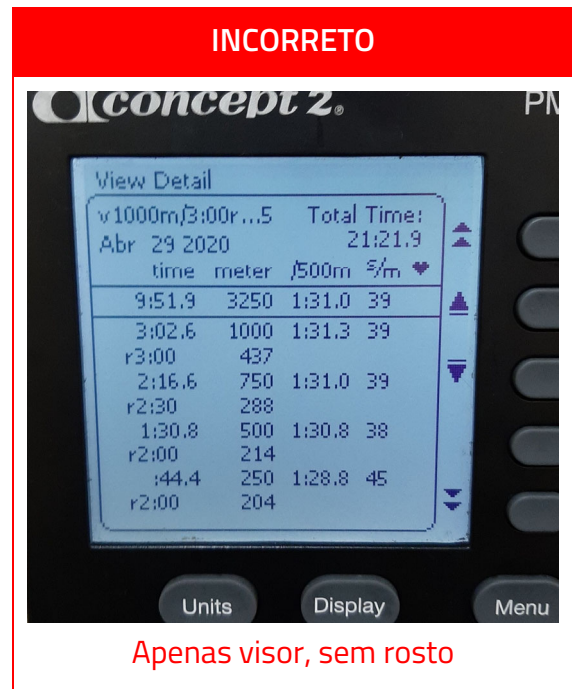 INCORRETO
concept 2®
PM
View Detail
v1000m/3:00r...5 Total Time:
Abr 29 2020 21:21.9
time meter /500m s/m ♥
9:51.9 3250 1:31.0 39
3:02.6 1000 1:31.3 39
r3:00 437
2:16.6 750 1:31.0 39
r2:30 288
1:30.8 500 1:30.8 38
r2:00 214
:44.4 250 1:28.8 45
r2:00 204
Units Display Menu
Apenas visor, sem rosto